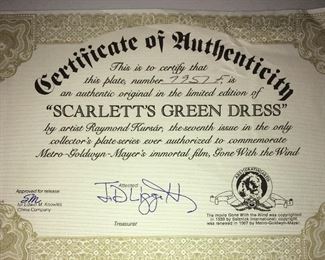 Certificate of Authenticity
This is to certify that
this plate, number 7957 F, is
an authentic original in the limited edition of
"SCARLETT'S GREEN DRESS"
by artist Raymond Kursár, the seventh issue in the only
collector's plate series ever authorized to commemorate
Metro-Goldwyn-Mayer's immortal film, Gone With the Wind
Approved for release
Edwin M. Knowles
China Company
Attested
Treasurer
The movie Gone With the Wind was copyrighted
in 1939 by Selznick International; copyright
was renewed in 1967 by Metro-Goldwyn-Mayer.